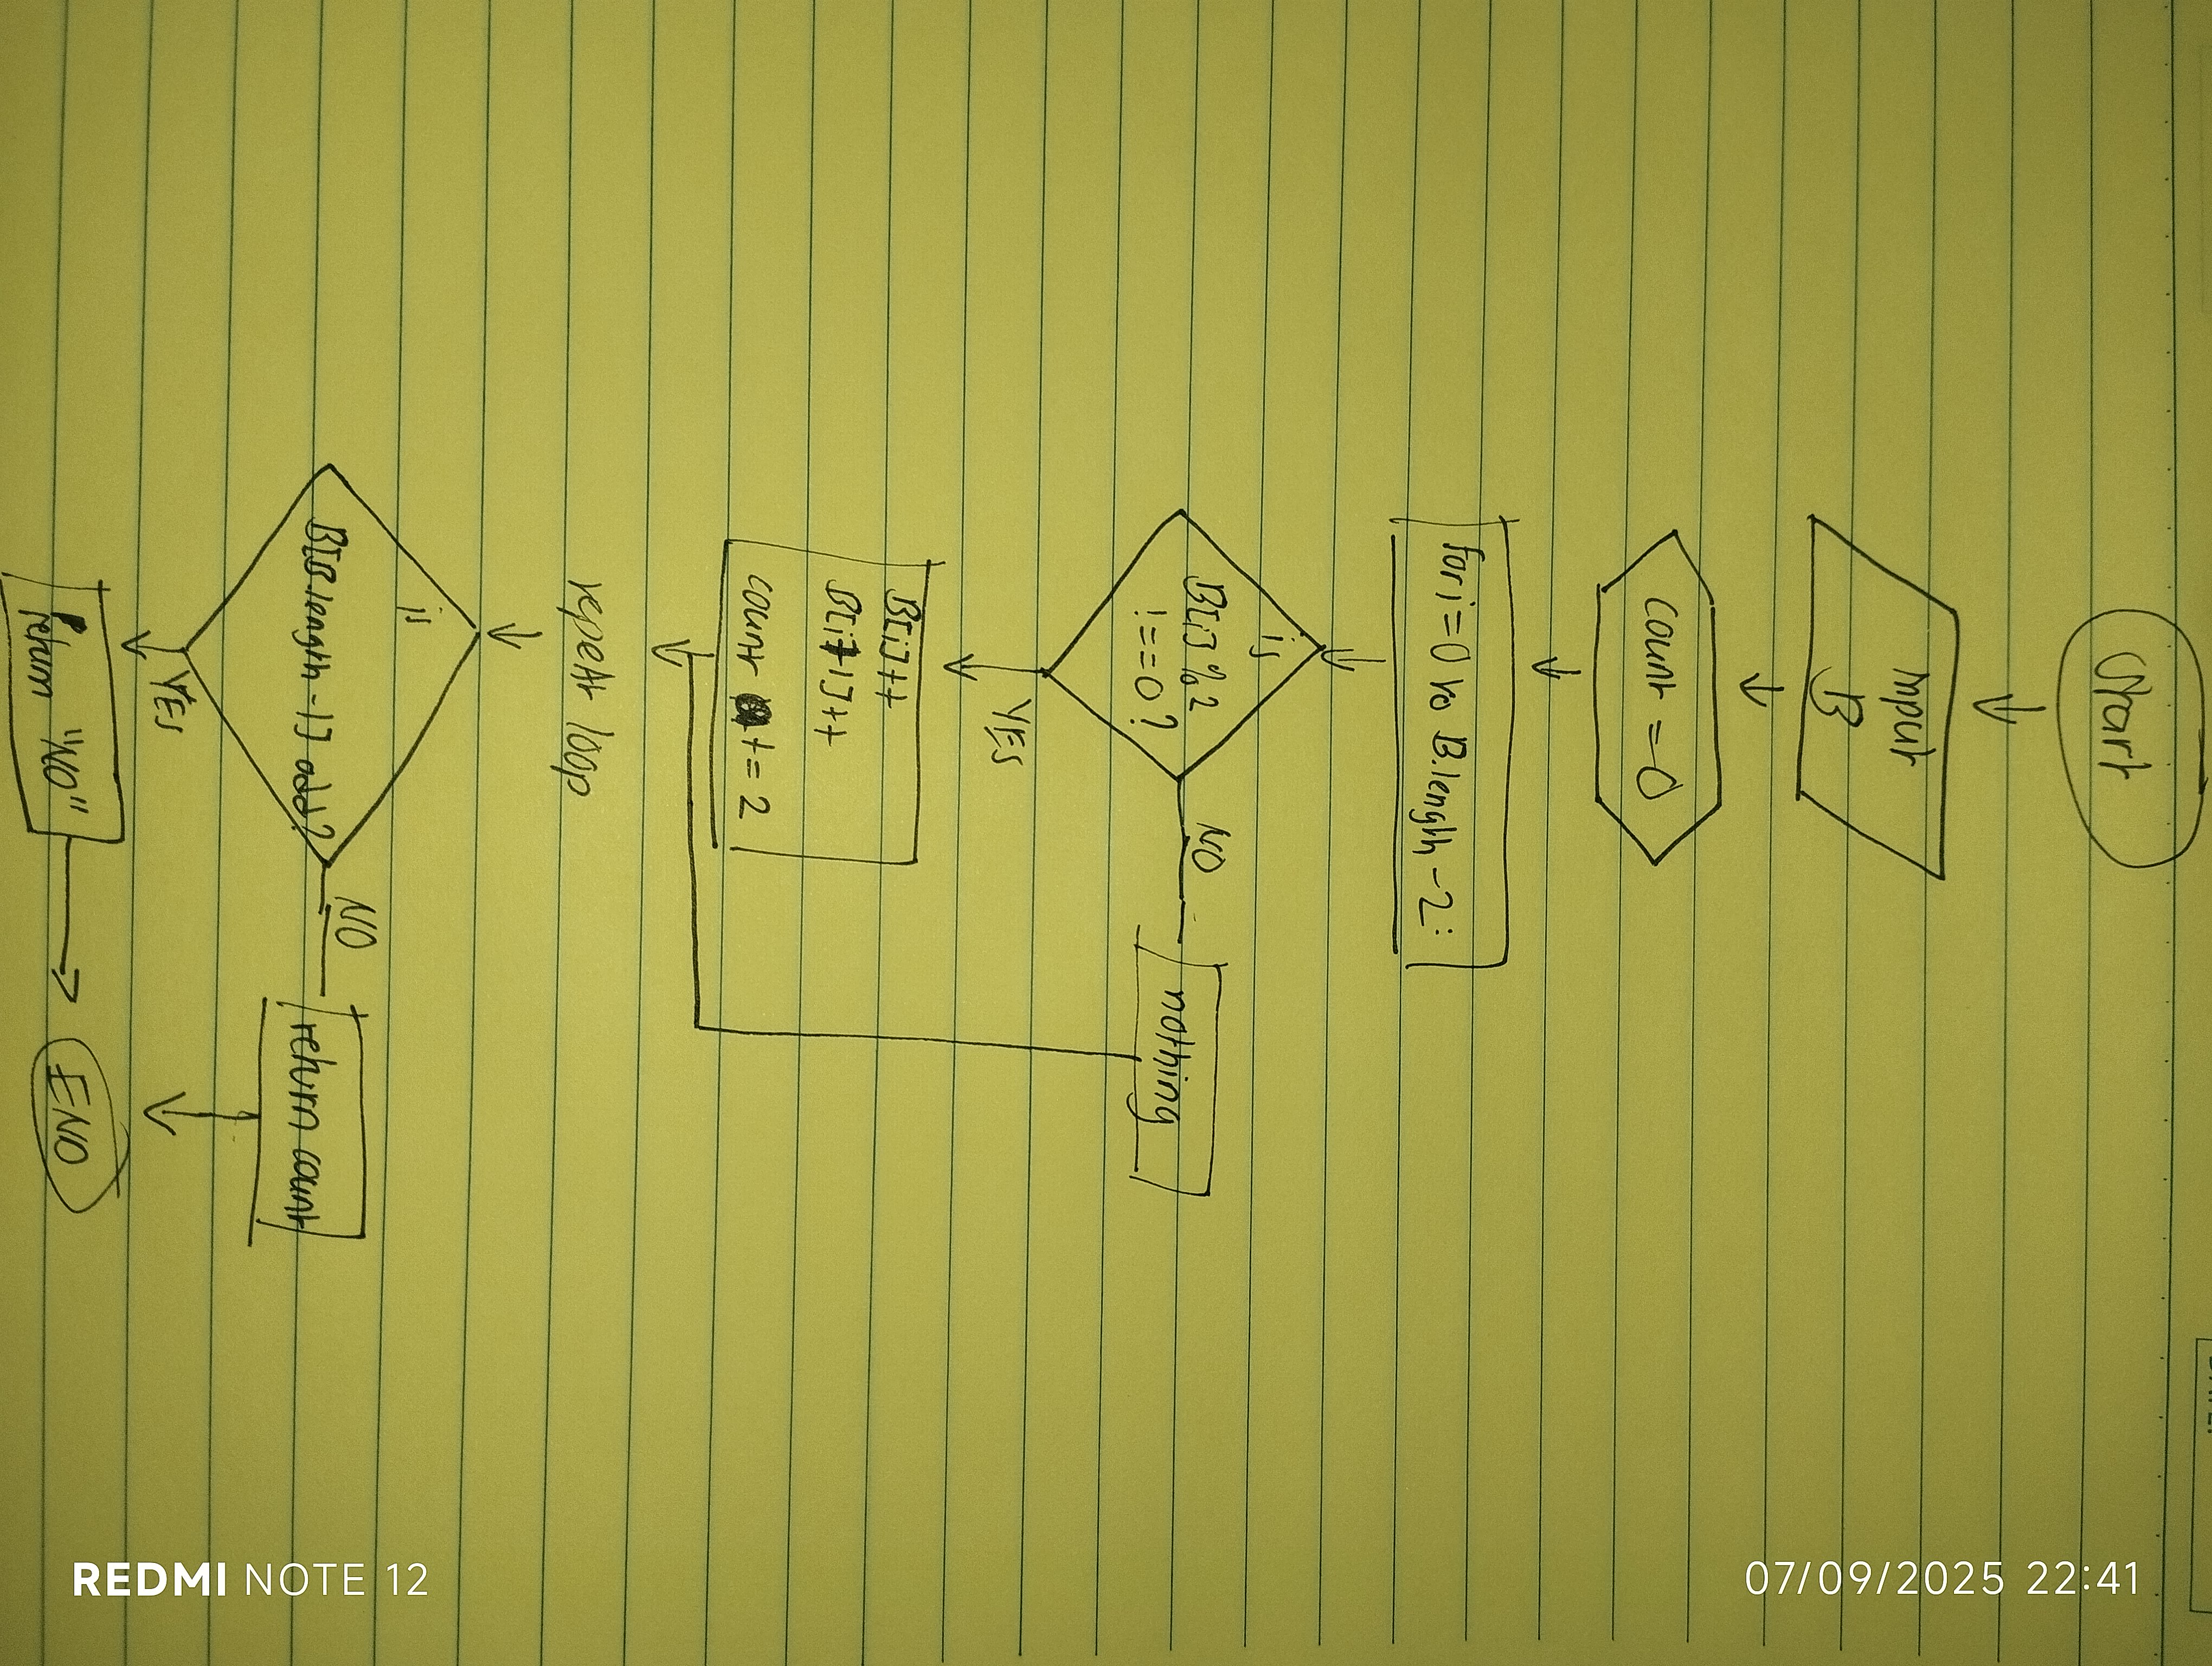 Start
Input
B
count = 0
for i = 0 to B.length - 2:
is
B[i] % 2
!== 0?
NO
nothing
YES
B[i]++
B[i+1]++
count += 2
repeat loop
is
B[B.length -1] odd?
NO
return count
YES
return "NO"
END
REDMI NOTE 12
07/09/2025 22:41